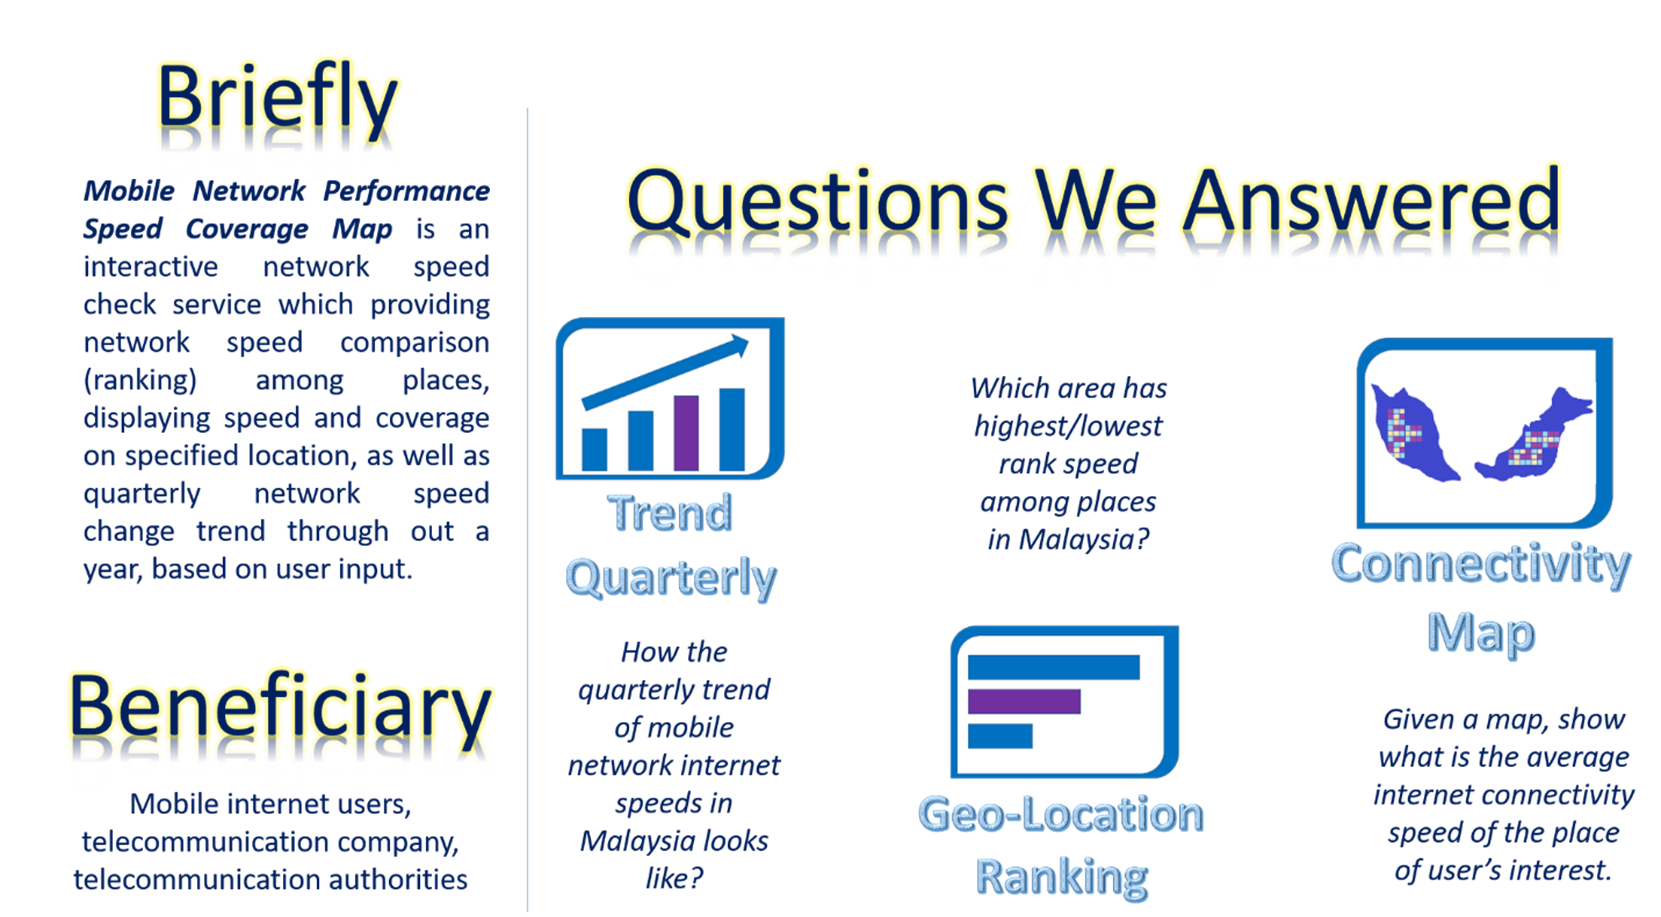 Briefly
Mobile Network Performance
Speed Coverage Map is an
interactive network speed
check service which providing
network speed comparison
(ranking) among places,
displaying speed and coverage
on specified location, as well as
quarterly network speed
change trend through out a
year, based on user input.
Beneficiary
Mobile internet users,
telecommunication company,
telecommunication authorities
Questions We Answered
Trend
Quarterly
How the
quarterly trend
of mobile
network internet
speeds in
Malaysia looks
like?
Which area has
highest/lowest
rank speed
among places
in Malaysia?
Geo-Location
Ranking
Connectivity
Map
Given a map, show
what is the average
internet connectivity
speed of the place
of user's interest.